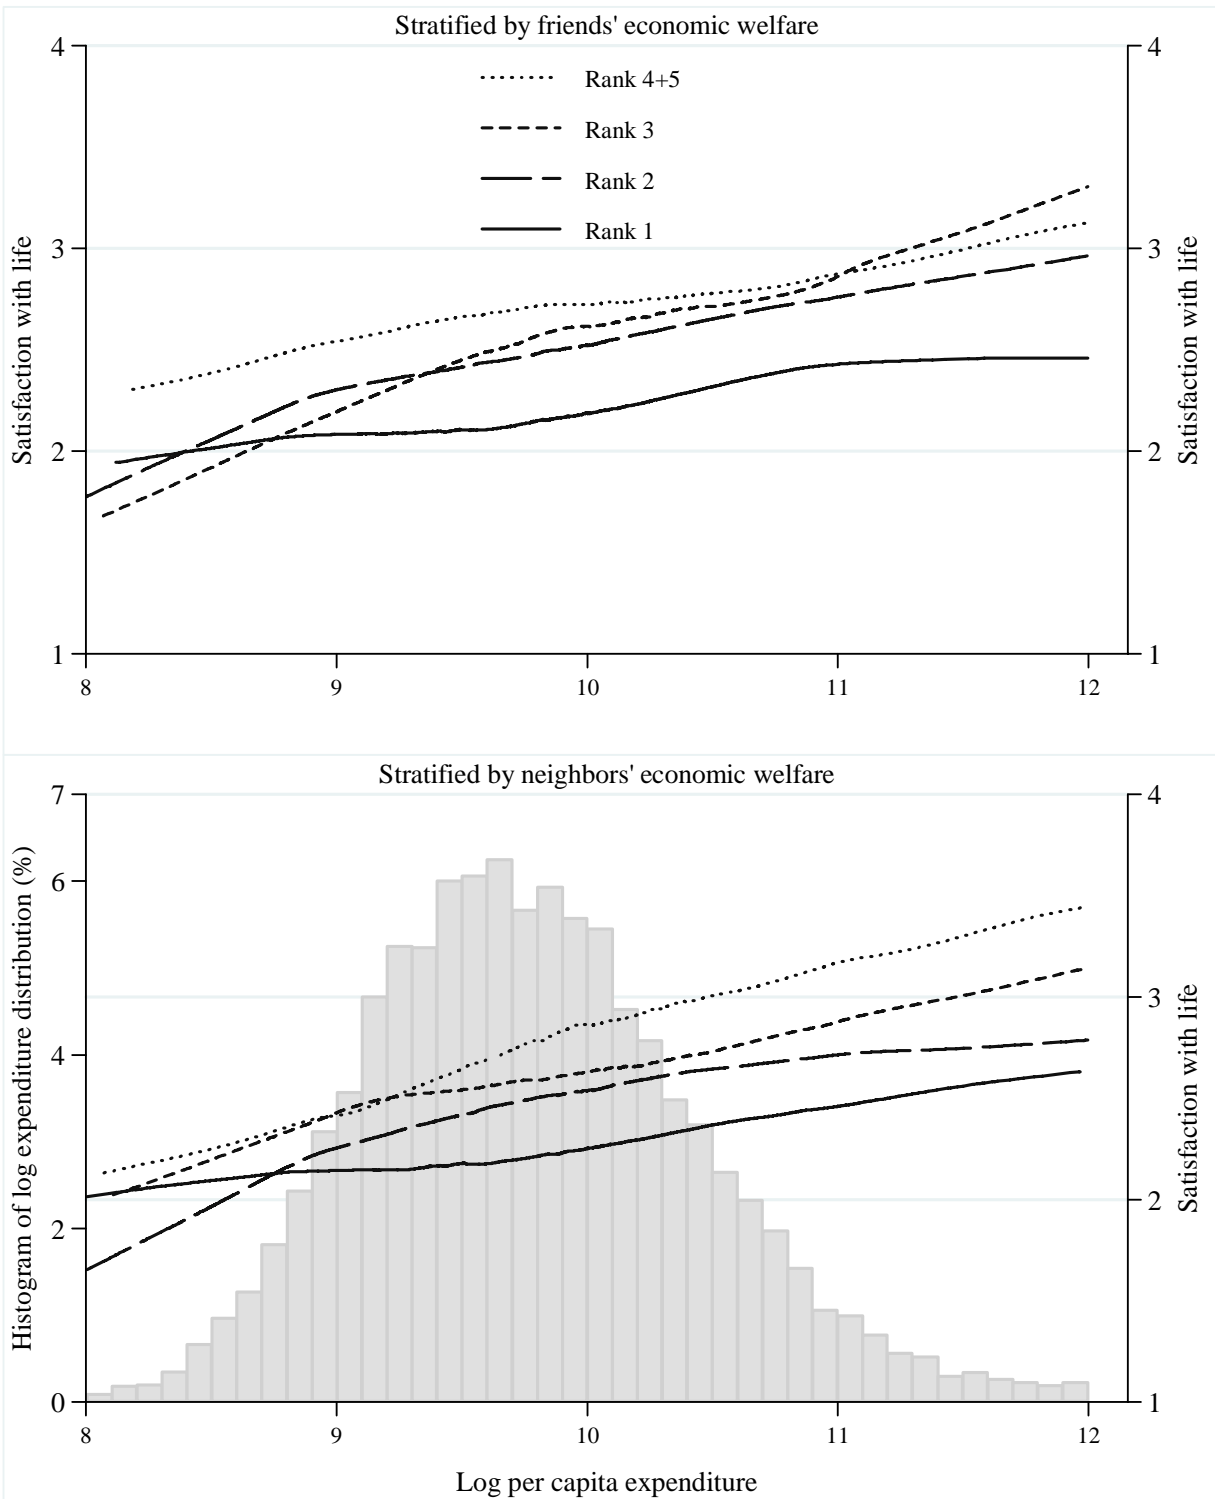 Stratified by friends' economic welfare
4
4
Rank 4+5
Rank 3
Rank 2
Rank 1
3
3
Satisfaction with life
Satisfaction with life
2
2
1
1
8
9
10
11
12
Stratified by neighbors' economic welfare
7
4
6
Histogram of log expenditure distribution (%)
3
Satisfaction with life
4
2
2
0
1
8
9
10
11
12
Log per capita expenditure